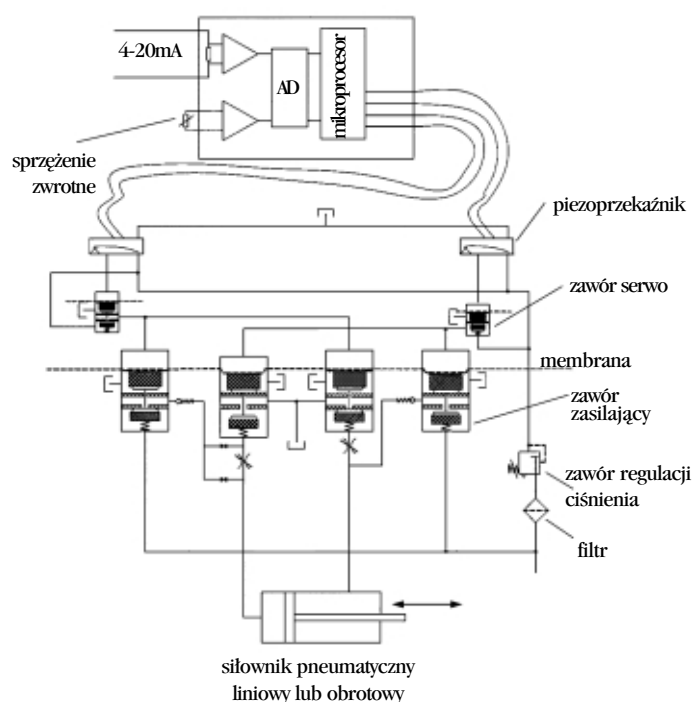 4-20mA
AD
mikroprocesor
sprzężenie
zwrotne
piezoprzekaźnik
zawór serwo
membrana
zawór
zasilający
zawór regulacji
ciśnienia
filtr
siłownik pneumatyczny
liniowy lub obrotowy